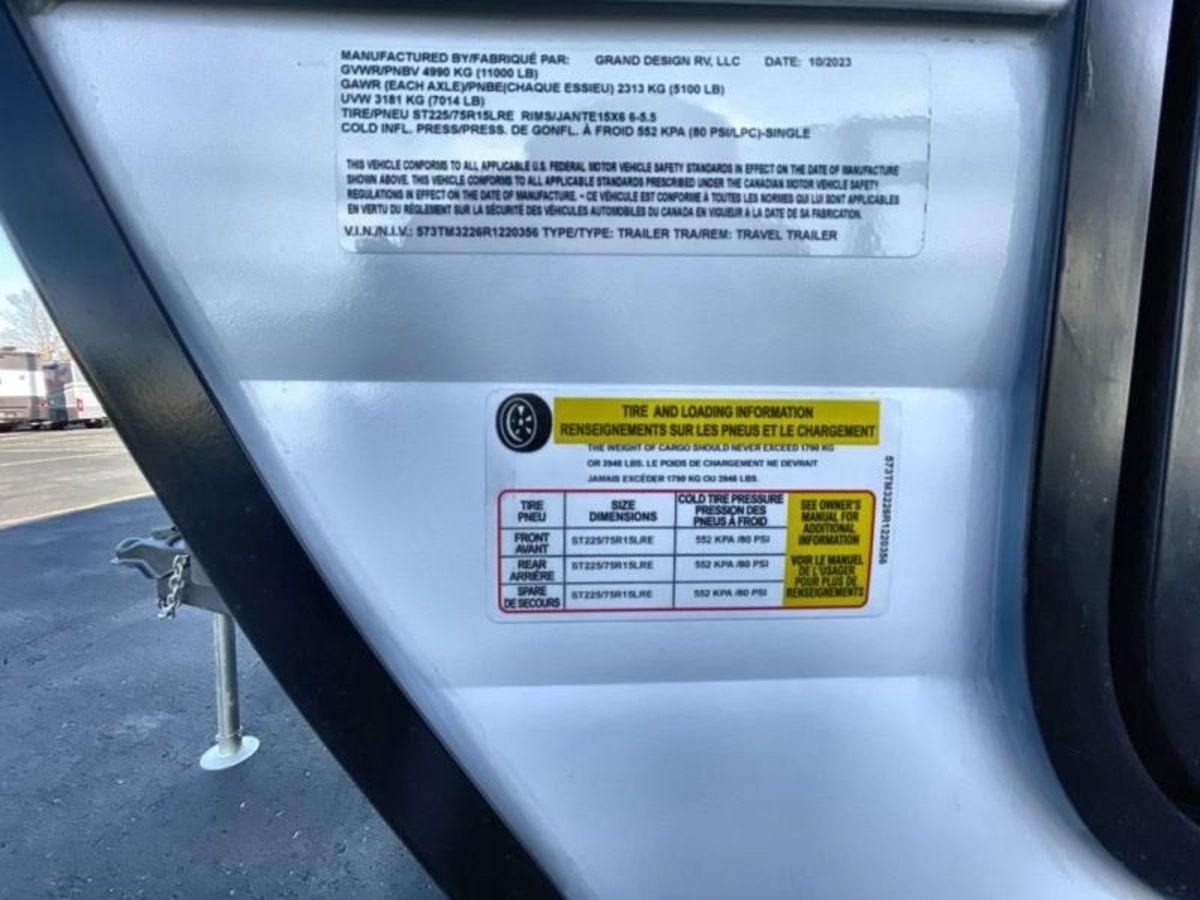 MANUFACTURED BY/FABRIQUÉ PAR: GRAND DESIGN RV, LLC DATE: 10/2023
GVWR/PNBV 4990 KG (11000 LB)
GAWR (EACH AXLE)/PNBE(CHAQUE ESSIEU) 2313 KG (5100 LB)
UVW 3181 KG (7014 LB)
TIRE/PNEU ST225/75R15LRE RIMS/JANTE15X6 6-5.5
COLD INFL. PRESS/PRESS. DE GONFL. À FROID 552 KPA (80 PSI/LPC)-SINGLE
THIS VEHICLE CONFORMS TO ALL APPLICABLE U.S. FEDERAL MOTOR VEHICLE SAFETY STANDARDS IN EFFECT ON THE DATE OF MANUFACTURE
SHOWN ABOVE. THIS VEHICLE CONFORMS TO ALL APPLICABLE STANDARDS PRESCRIBED UNDER THE CANADIAN MOTOR VEHICLE SAFETY
REGULATIONS IN EFFECT ON THE DATE OF MANUFACTURE. • CE VÉHICULE EST CONFORME À TOUTES LES NORMES QUI LUI SONT APPLICABLES
EN VERTU DU RÈGLEMENT SUR LA SÉCURITÉ DES VÉHICULES AUTOMOBILES DU CANADA EN VIGUEUR À LA DATE DE SA FABRICATION.
V.I.N./N.I.V.: 573TM3226R1220356 TYPE/TYPE: TRAILER TRA/REM: TRAVEL TRAILER
TIRE AND LOADING INFORMATION
RENSEIGNEMENTS SUR LES PNEUS ET LE CHARGEMENT
THE WEIGHT OF CARGO SHOULD NEVER EXCEED 1790 KG
OR 3946 LBS. LE POIDS DE CHARGEMENT NE DEVRAIT
JAMAIS EXCÉDER 1790 KG OU 3946 LBS.
TIRE SIZE COLD TIRE PRESSURE
PNEU DIMENSIONS PRESSION DES
PNEUS À FROID
FRONT ST225/75R15LRE 552 KPA /80 PSI
AVANT
REAR ST225/75R15LRE 552 KPA /80 PSI
ARRIÈRE
SPARE ST225/75R15LRE 552 KPA /80 PSI
DE SECOURS
SEE OWNER'S
MANUAL FOR
ADDITIONAL
INFORMATION
VOIR LE MANUEL
DE L'USAGER
POUR PLUS DE
RENSEIGNEMENTS
573TM3226R1220356